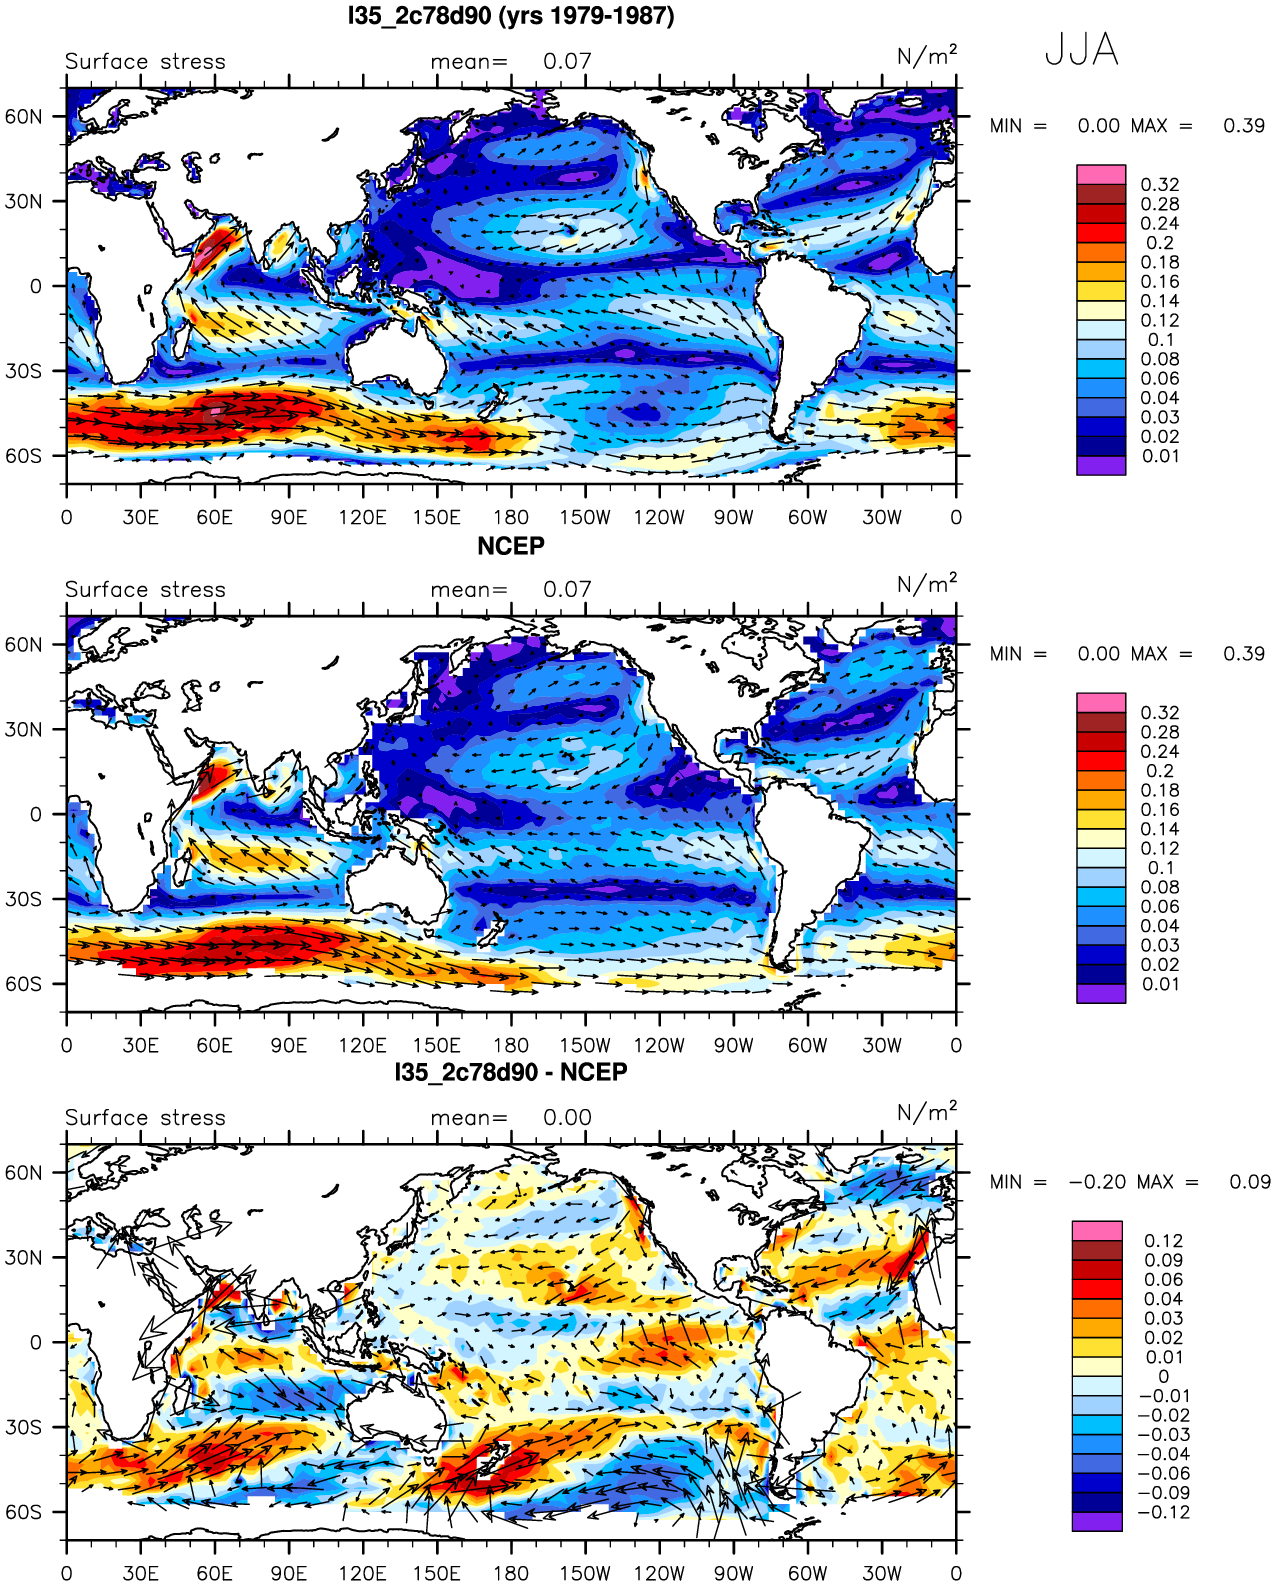 I35_2c78d90 (yrs 1979-1987)
Surface stress mean= 0.07 N/m²
JJA
MIN = 0.00 MAX = 0.39
60N
30N
0
30S
60S
0 30E 60E 90E 120E 150E 180 150W 120W 90W 60W 30W 0
0.32
0.28
0.24
0.2
0.18
0.16
0.14
0.12
0.1
0.08
0.06
0.04
0.03
0.02
0.01
NCEP
Surface stress mean= 0.07 N/m²
MIN = 0.00 MAX = 0.39
60N
30N
0
30S
60S
0 30E 60E 90E 120E 150E 180 150W 120W 90W 60W 30W 0
0.32
0.28
0.24
0.2
0.18
0.16
0.14
0.12
0.1
0.08
0.06
0.04
0.03
0.02
0.01
I35_2c78d90 - NCEP
Surface stress mean= 0.00 N/m²
MIN = −0.20 MAX = 0.09
60N
30N
0
30S
60S
0 30E 60E 90E 120E 150E 180 150W 120W 90W 60W 30W 0
0.12
0.09
0.06
0.04
0.03
0.02
0.01
0
−0.01
−0.02
−0.03
−0.04
−0.06
−0.09
−0.12